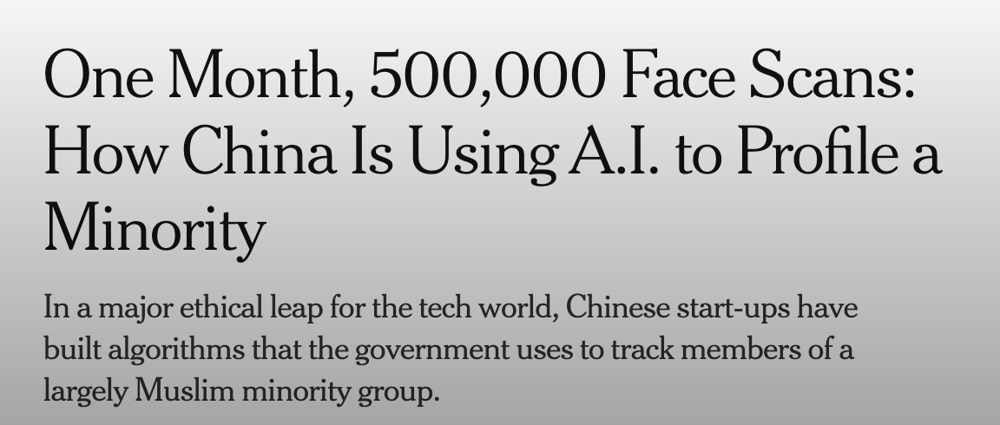 One Month, 500,000 Face Scans:
How China Is Using A.I. to Profile a
Minority
In a major ethical leap for the tech world, Chinese start-ups have
built algorithms that the government uses to track members of a
largely Muslim minority group.